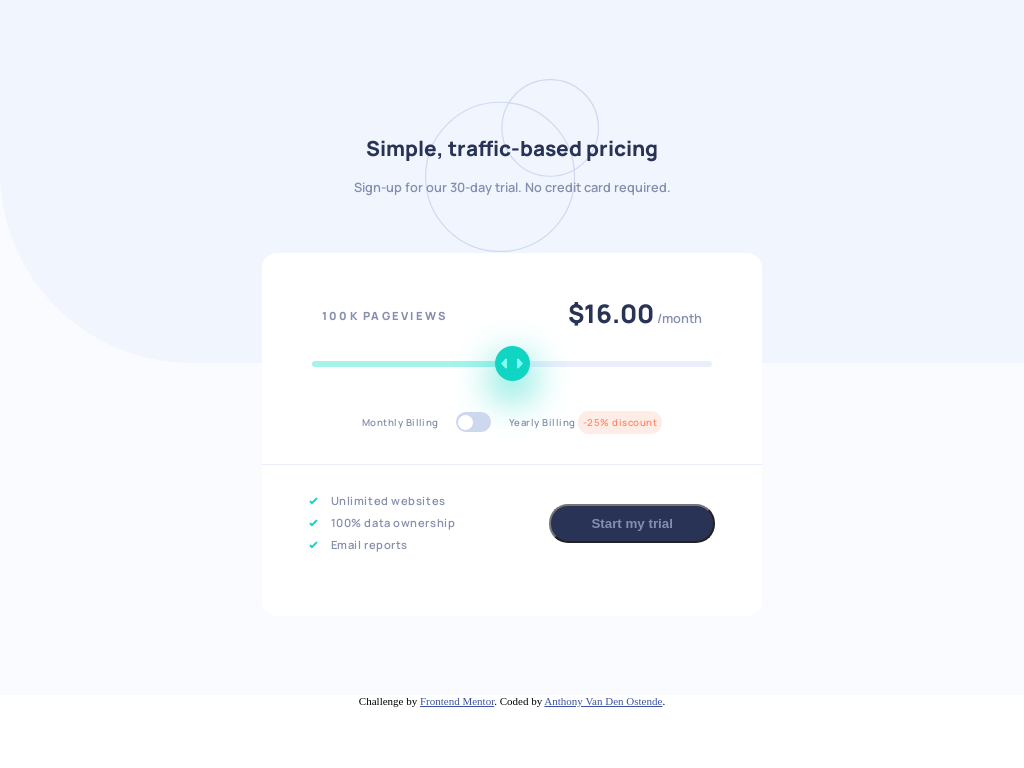 Simple, traffic-based pricing
Sign-up for our 30-day trial. No credit card required.
100K PAGEVIEWS
$16.00 /month
Monthly Billing
Yearly Billing -25% discount
Unlimited websites
100% data ownership
Email reports
Start my trial
Challenge by Frontend Mentor. Coded by Anthony Van Den Ostende.